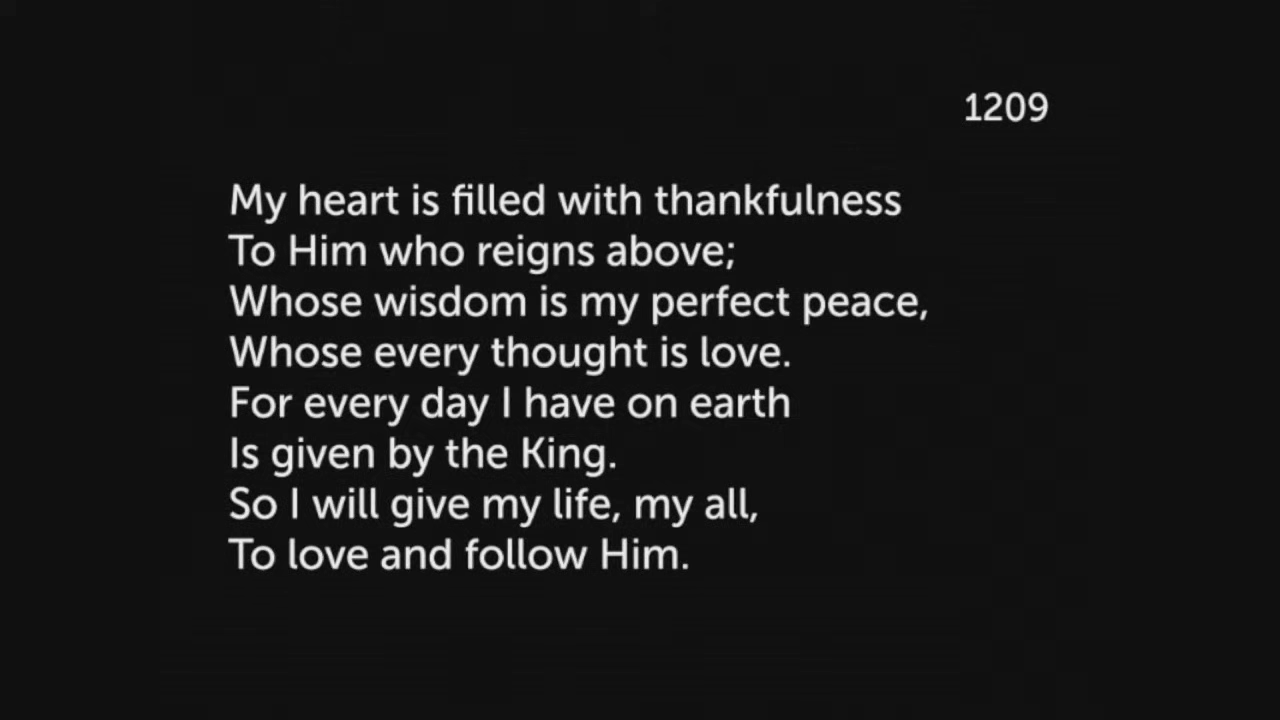 1209
My heart is filled with thankfulness
To Him who reigns above;
Whose wisdom is my perfect peace,
Whose every thought is love.
For every day I have on earth
Is given by the King.
So I will give my life, my all,
To love and follow Him.